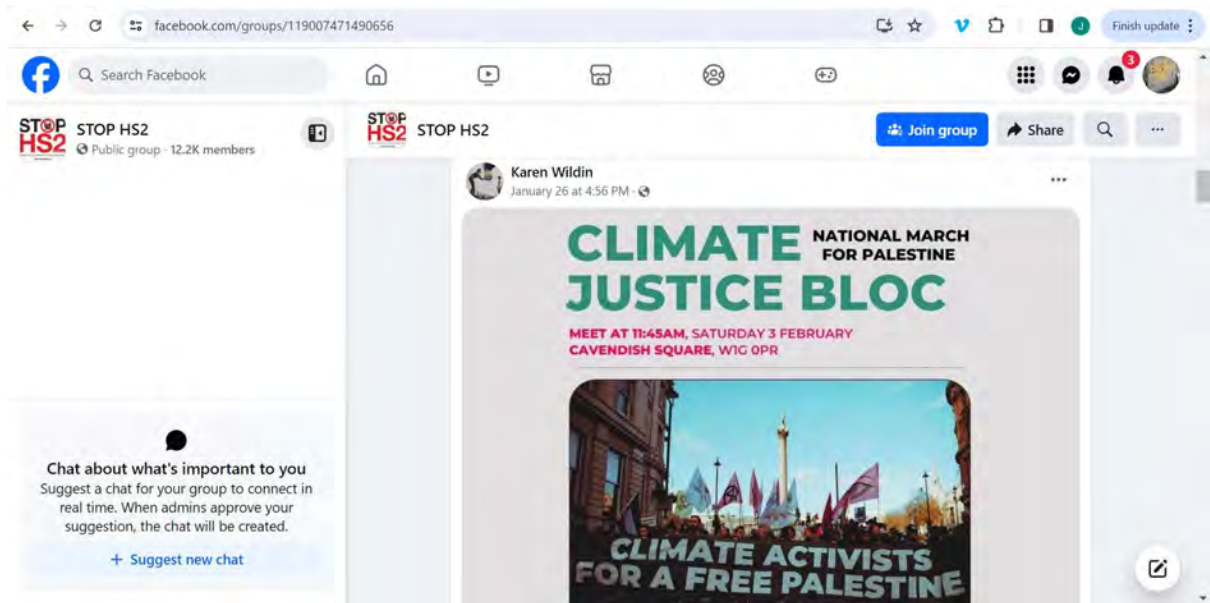 facebook.com/groups/119007471490656
Finish update
Search Facebook
3
STOP HS2
STOP HS2
Public group · 12.2K members
STOP HS2
STOP HS2
Join group
Share
Karen Wildin
January 26 at 4:56 PM ·
CLIMATE
JUSTICE BLOC
NATIONAL MARCH
FOR PALESTINE
MEET AT 11:45AM, SATURDAY 3 FEBRUARY
CAVENDISH SQUARE, W1G 0PR
CLIMATE ACTIVISTS
FOR A FREE PALESTINE
Chat about what's important to you
Suggest a chat for your group to connect in
real time. When admins approve your
suggestion, the chat will be created.
+ Suggest new chat